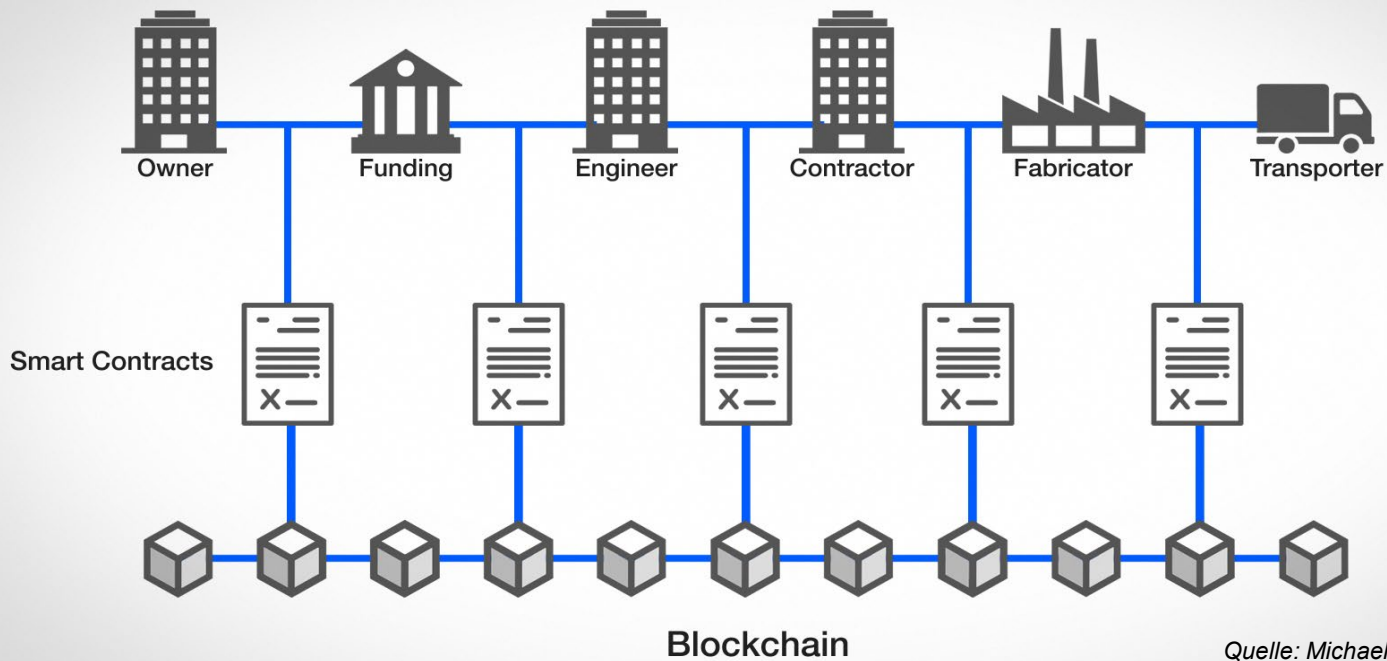 Owner
Funding
Engineer
Contractor
Fabricator
Transporter
Smart Contracts
Blockchain
Quelle: Michael